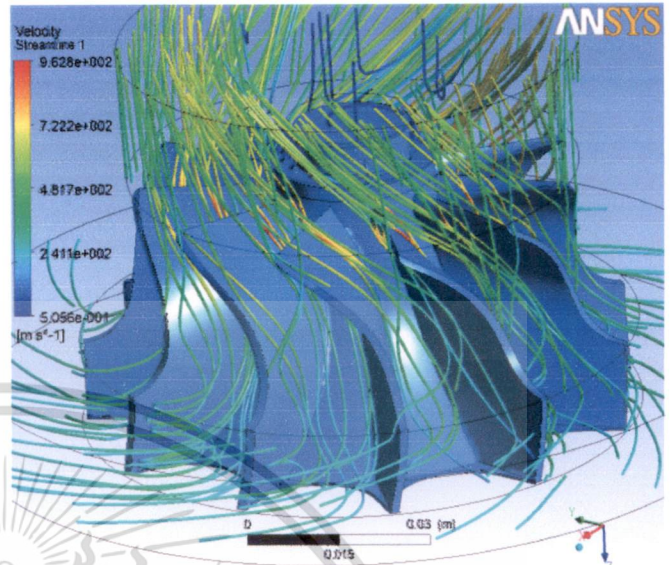 Velocity
Streamline 1
ANSYS
9.628e+002
7.222e+002
4.817e+002
2.411e+002
5.056e-001
[m s^-1]
0
0.03 (m)
0.015
Y
Z